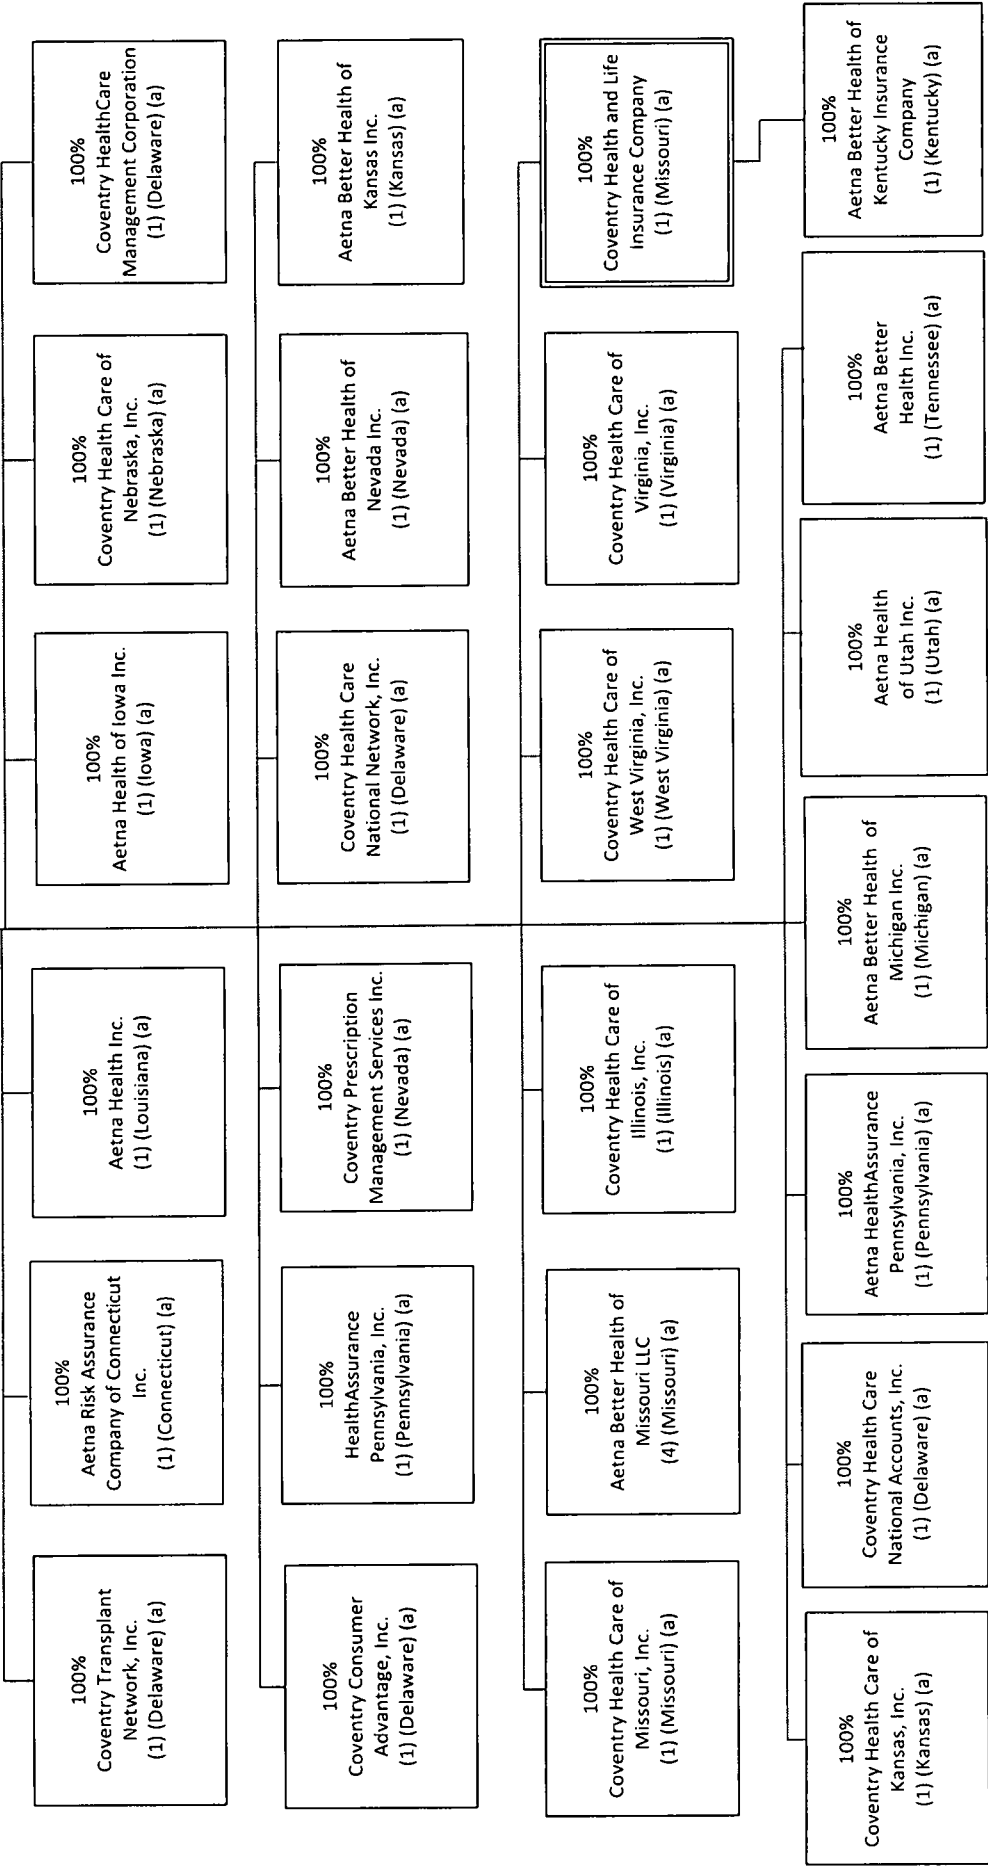 100%
Coventry Transplant
Network, Inc.
(1) (Delaware) (a)
100%
Aetna Risk Assurance
Company of Connecticut
Inc.
(1) (Connecticut) (a)
100%
Aetna Health Inc.
(1) (Louisiana) (a)
100%
Aetna Health of Iowa Inc.
(1) (Iowa) (a)
100%
Coventry Health Care of
Nebraska, Inc.
(1) (Nebraska) (a)
100%
Coventry HealthCare
Management Corporation
(1) (Delaware) (a)
100%
Coventry Consumer
Advantage, Inc.
(1) (Delaware) (a)
100%
HealthAssurance
Pennsylvania, Inc.
(1) (Pennsylvania) (a)
100%
Coventry Prescription
Management Services Inc.
(1) (Nevada) (a)
100%
Coventry Health Care
National Network, Inc.
(1) (Delaware) (a)
100%
Aetna Better Health of
Nevada Inc.
(1) (Nevada) (a)
100%
Aetna Better Health of
Kansas Inc.
(1) (Kansas) (a)
100%
Coventry Health Care of
Missouri, Inc.
(1) (Missouri) (a)
100%
Aetna Better Health of
Missouri LLC
(4) (Missouri) (a)
100%
Coventry Health Care of
Illinois, Inc.
(1) (Illinois) (a)
100%
Coventry Health Care of
West Virginia, Inc.
(1) (West Virginia) (a)
100%
Coventry Health Care of
Virginia, Inc.
(1) (Virginia) (a)
100%
Coventry Health and Life
Insurance Company
(1) (Missouri) (a)
100%
Coventry Health Care of
Kansas, Inc.
(1) (Kansas) (a)
100%
Coventry Health Care
National Accounts, Inc.
(1) (Delaware) (a)
100%
Aetna HealthAssurance
Pennsylvania, Inc.
(1) (Pennsylvania) (a)
100%
Aetna Better Health of
Michigan Inc.
(1) (Michigan) (a)
100%
Aetna Health
of Utah Inc.
(1) (Utah) (a)
100%
Aetna Better
Health Inc.
(1) (Tennessee) (a)
100%
Aetna Better Health of
Kentucky Insurance
Company
(1) (Kentucky) (a)